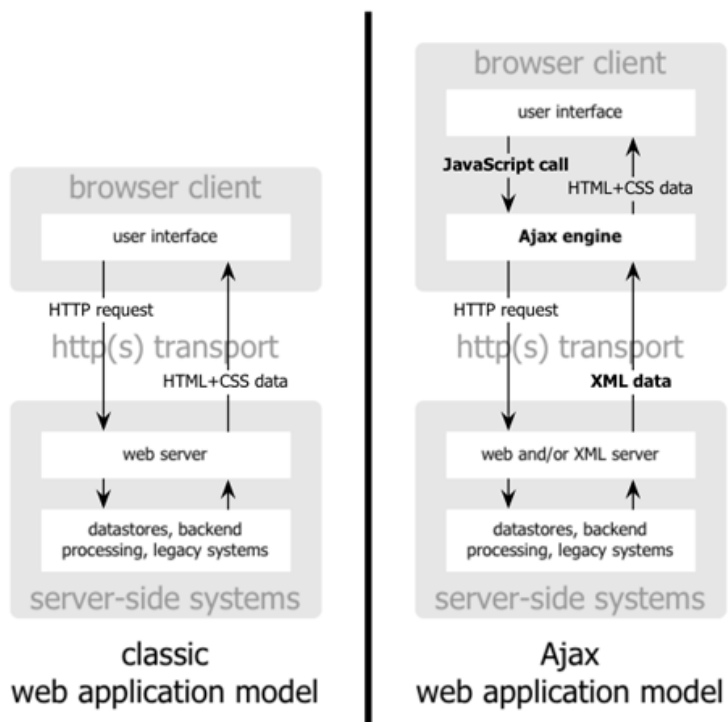 browser client
user interface
HTTP request
http(s) transport
HTML+CSS data
web server
datastores, backend
processing, legacy systems
server-side systems
classic
web application model
browser client
user interface
JavaScript call
HTML+CSS data
Ajax engine
HTTP request
http(s) transport
XML data
web and/or XML server
datastores, backend
processing, legacy systems
server-side systems
Ajax
web application model